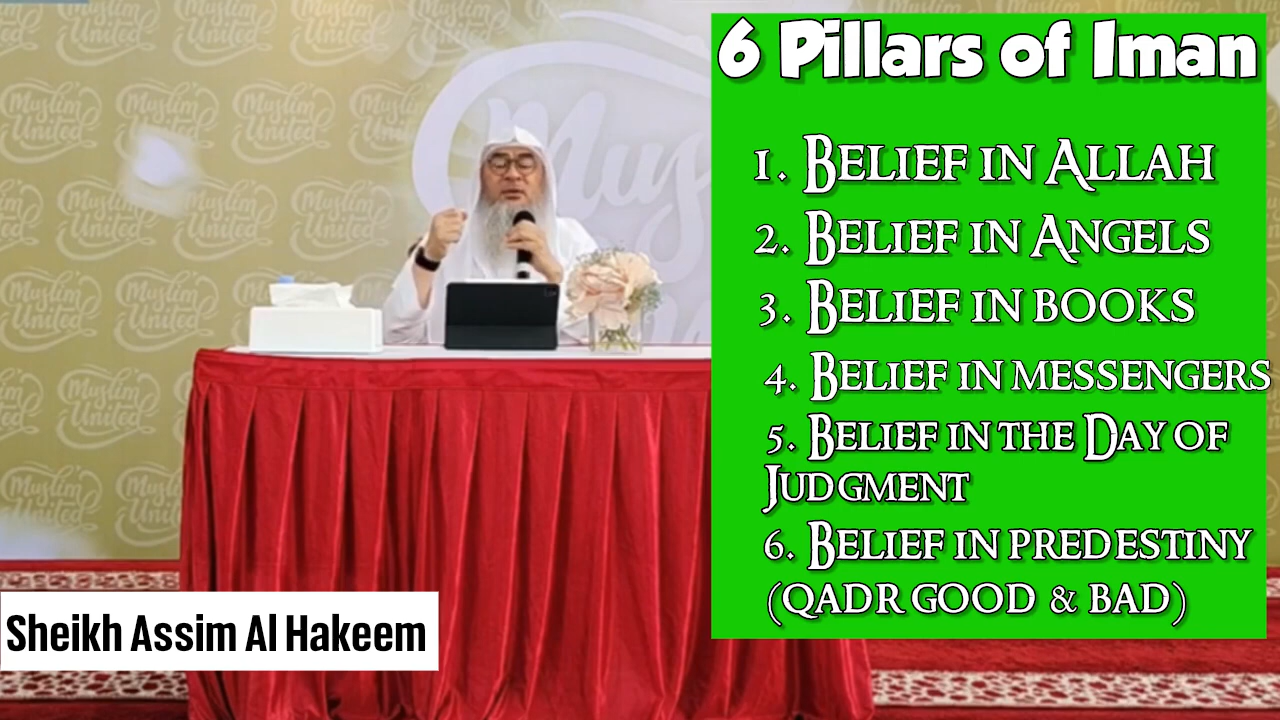 6 Pillars of Iman
1. Belief in Allah
2. Belief in Angels
3. Belief in books
4. Belief in messengers
5. Belief in the Day of
Judgment
6. Belief in predestiny
(qadr good & bad)
Muslim
United
Sheikh Assim Al Hakeem